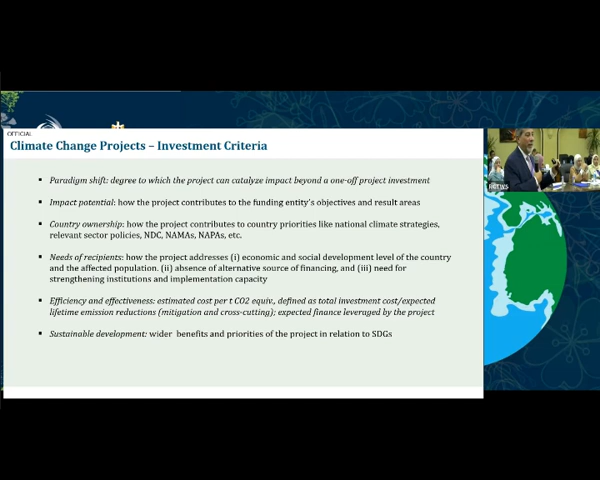 OFFICIAL
Climate Change Projects – Investment Criteria
▪ Paradigm shift: degree to which the project can catalyze impact beyond a one-off project investment
▪ Impact potential: how the project contributes to the funding entity's objectives and result areas
▪ Country ownership: how the project contributes to country priorities like national climate strategies,
relevant sector policies, NDC, NAMAs, NAPAs, etc.
▪ Needs of recipients: how the project addresses (i) economic and social development level of the country
and the affected population. (ii) absence of alternative source of financing, and (iii) need for
strengthening institutions and implementation capacity
▪ Efficiency and effectiveness: estimated cost per t CO2 equiv., defined as total investment cost/expected
lifetime emission reductions (mitigation and cross-cutting); expected finance leveraged by the project
▪ Sustainable development: wider benefits and priorities of the project in relation to SDGs